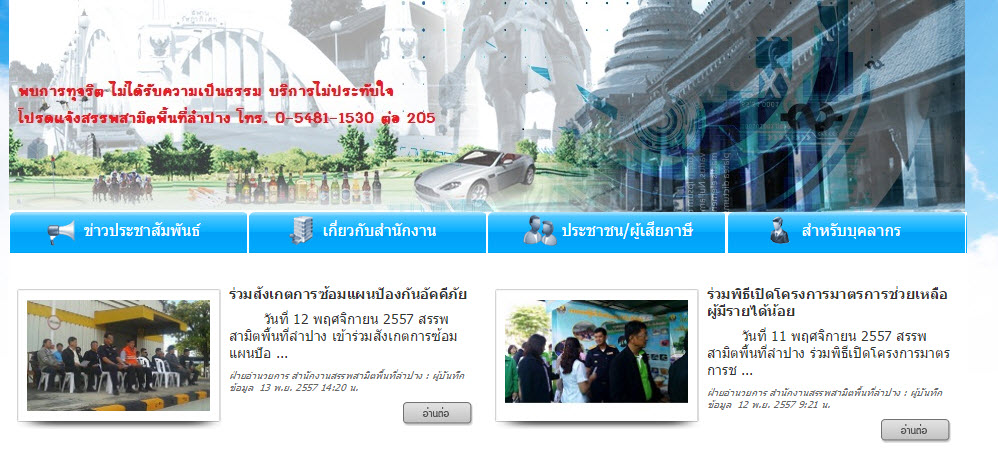 พบการทุจริต ไม่ได้รับความเป็นธรรม บริการไม่ประทับใจ
โปรดแจ้งสรรพสามิตพื้นที่ลำปาง โทร. 0-5481-1530 ต่อ 205
ข่าวประชาสัมพันธ์
เกี่ยวกับสำนักงาน
ประชาชน/ผู้เสียภาษี
สำหรับบุคลากร
ร่วมสังเกตการซ้อมแผนป้องกันอัคคีภัย
วันที่ 12 พฤศจิกายน 2557 สรรพ
สามิตพื้นที่ลำปาง เข้าร่วมสังเกตการซ้อม
แผนป้อ ...
ฝ่ายอำนวยการ สำนักงานสรรพสามิตพื้นที่ลำปาง : ผู้บันทึก
ข้อมูล 13 พ.ย. 2557 14:20 น.
อ่านต่อ
ร่วมพิธีเปิดโครงการมาตรการช่วยเหลือ
ผู้มีรายได้น้อย
วันที่ 11 พฤศจิกายน 2557 สรรพ
สามิตพื้นที่ลำปาง ร่วมพิธีเปิดโครงการมาตร
การช ...
ฝ่ายอำนวยการ สำนักงานสรรพสามิตพื้นที่ลำปาง : ผู้บันทึก
ข้อมูล 12 พ.ย. 2557 9:21 น.
อ่านต่อ